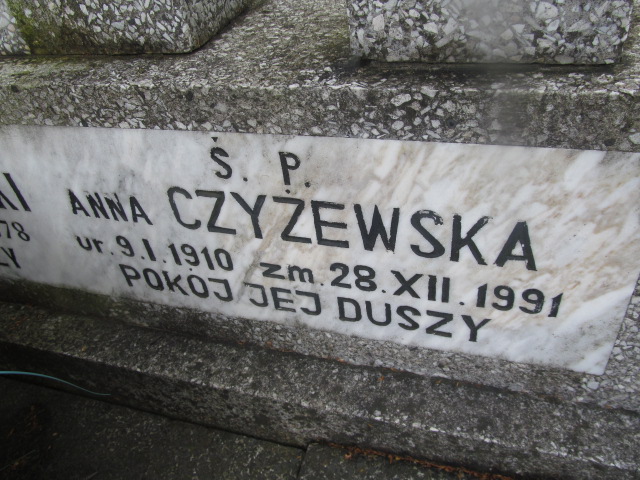 Ś. P.
ANNA CZYŻEWSKA
ur. 9. I. 1910 zm. 28. XII. 1991
POKÓJ JEJ DUSZY